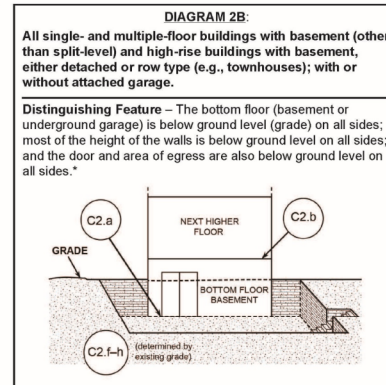 DIAGRAM 2B:
All single- and multiple-floor buildings with basement (other
than split-level) and high-rise buildings with basement,
either detached or row type (e.g., townhouses); with or
without attached garage.
Distinguishing Feature – The bottom floor (basement or
underground garage) is below ground level (grade) on all sides;
most of the height of the walls is below ground level on all sides;
and the door and area of egress are also below ground level on
all sides.*
C2.a
NEXT HIGHER
FLOOR
C2.b
GRADE
BOTTOM FLOOR
BASEMENT
C2.f–h
(determined by
existing grade)